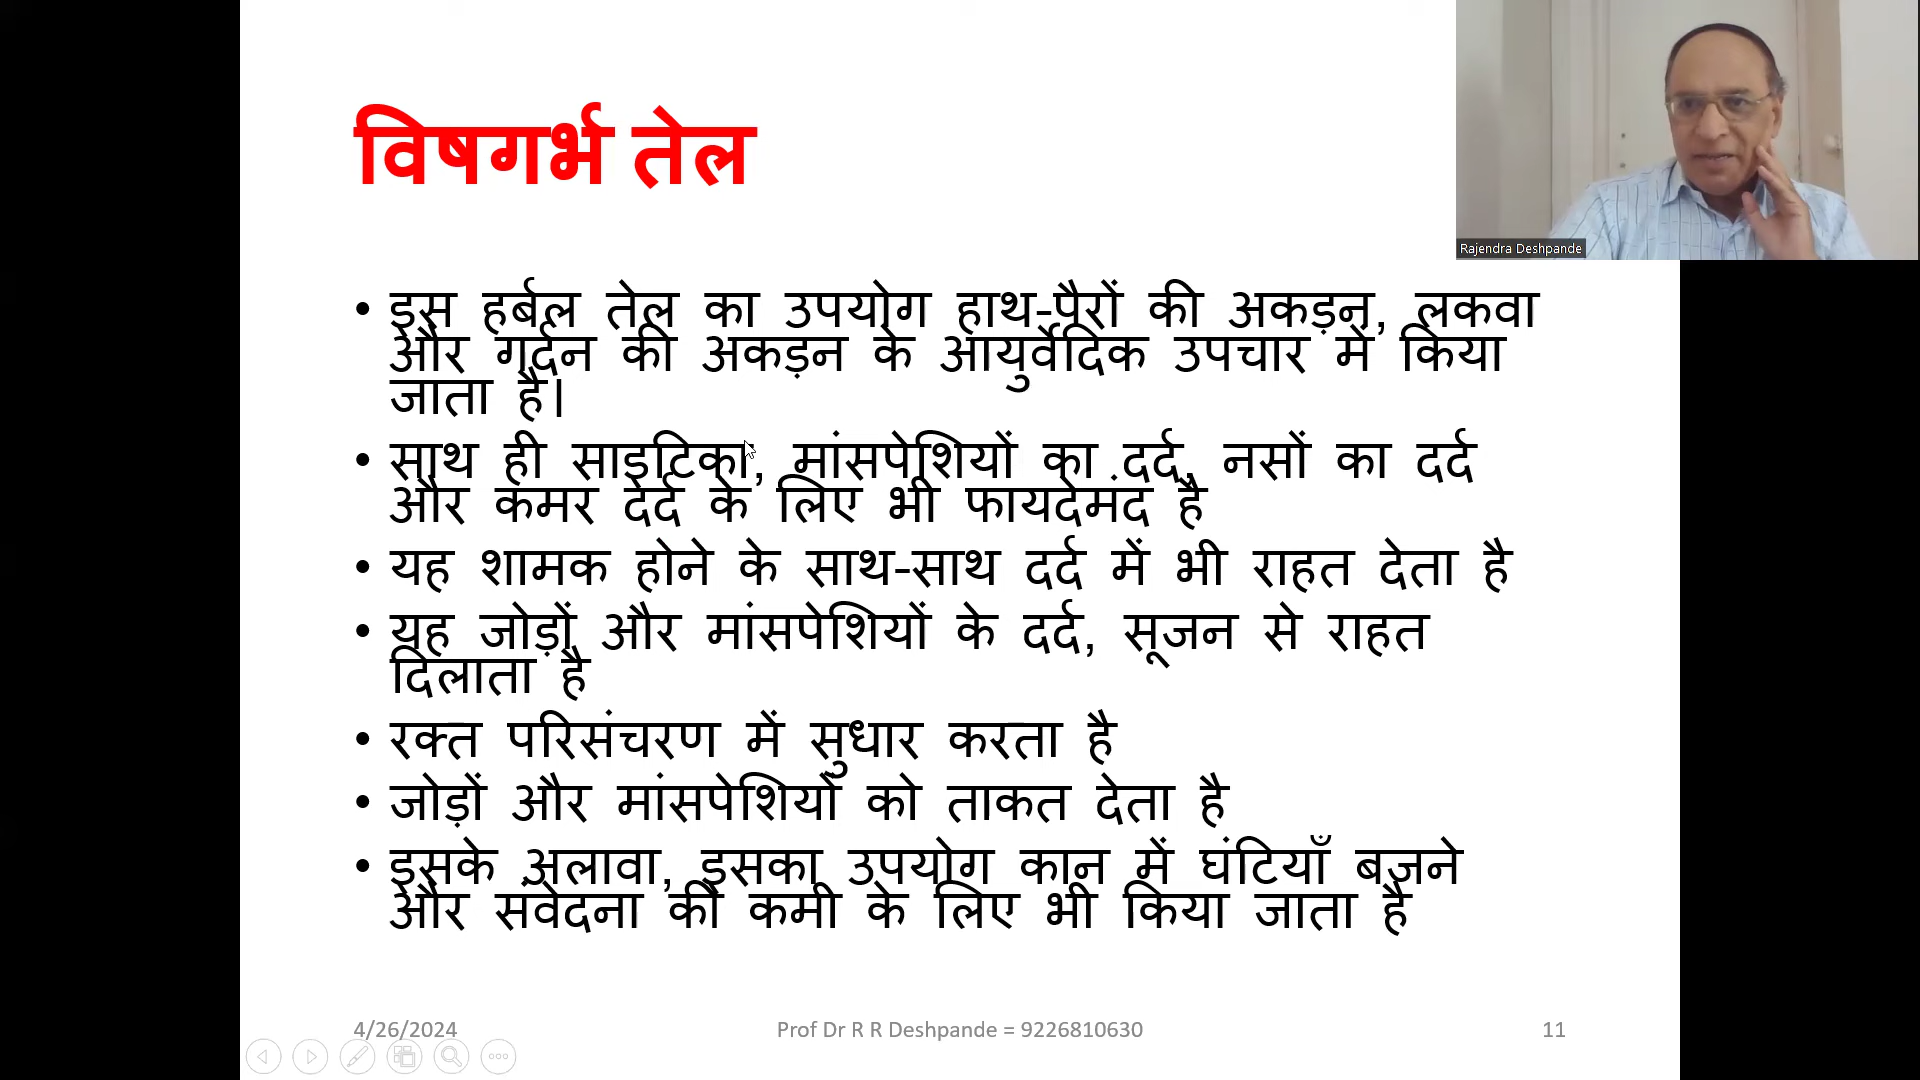 विषगर्भ तेल
Rajendra Deshpande
• इस हर्बल तेल का उपयोग हाथ-पैरों की अकड़न, लकवा
और गर्दन की अकड़न के आयुर्वेदिक उपचार में किया
जाता है।
• साथ ही साइटिका, मांसपेशियों का दर्द, नसों का दर्द
और कमर दर्द के लिए भी फायदेमंद है
• यह शामक होने के साथ-साथ दर्द में भी राहत देता है
• यह जोड़ों और मांसपेशियों के दर्द, सूजन से राहत
दिलाता है
• रक्त परिसंचरण में सुधार करता है
• जोड़ों और मांसपेशियों को ताकत देता है
• इसके अलावा, इसका उपयोग कान में घंटियाँ बजने
और संवेदना की कमी के लिए भी किया जाता है
4/26/2024 Prof Dr R R Deshpande = 9226810630 11